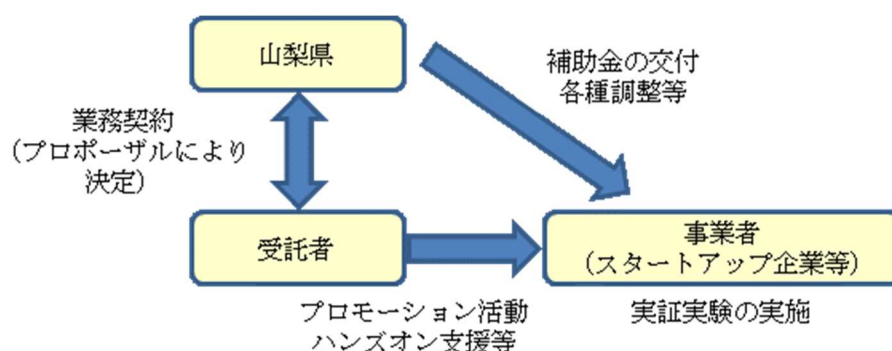 山梨県
補助金の交付
各種調整等
業務契約
(プロポーザルにより
決定)
受託者
事業者
(スタートアップ企業等)
プロモーション活動
ハンズオン支援等
実証実験の実施